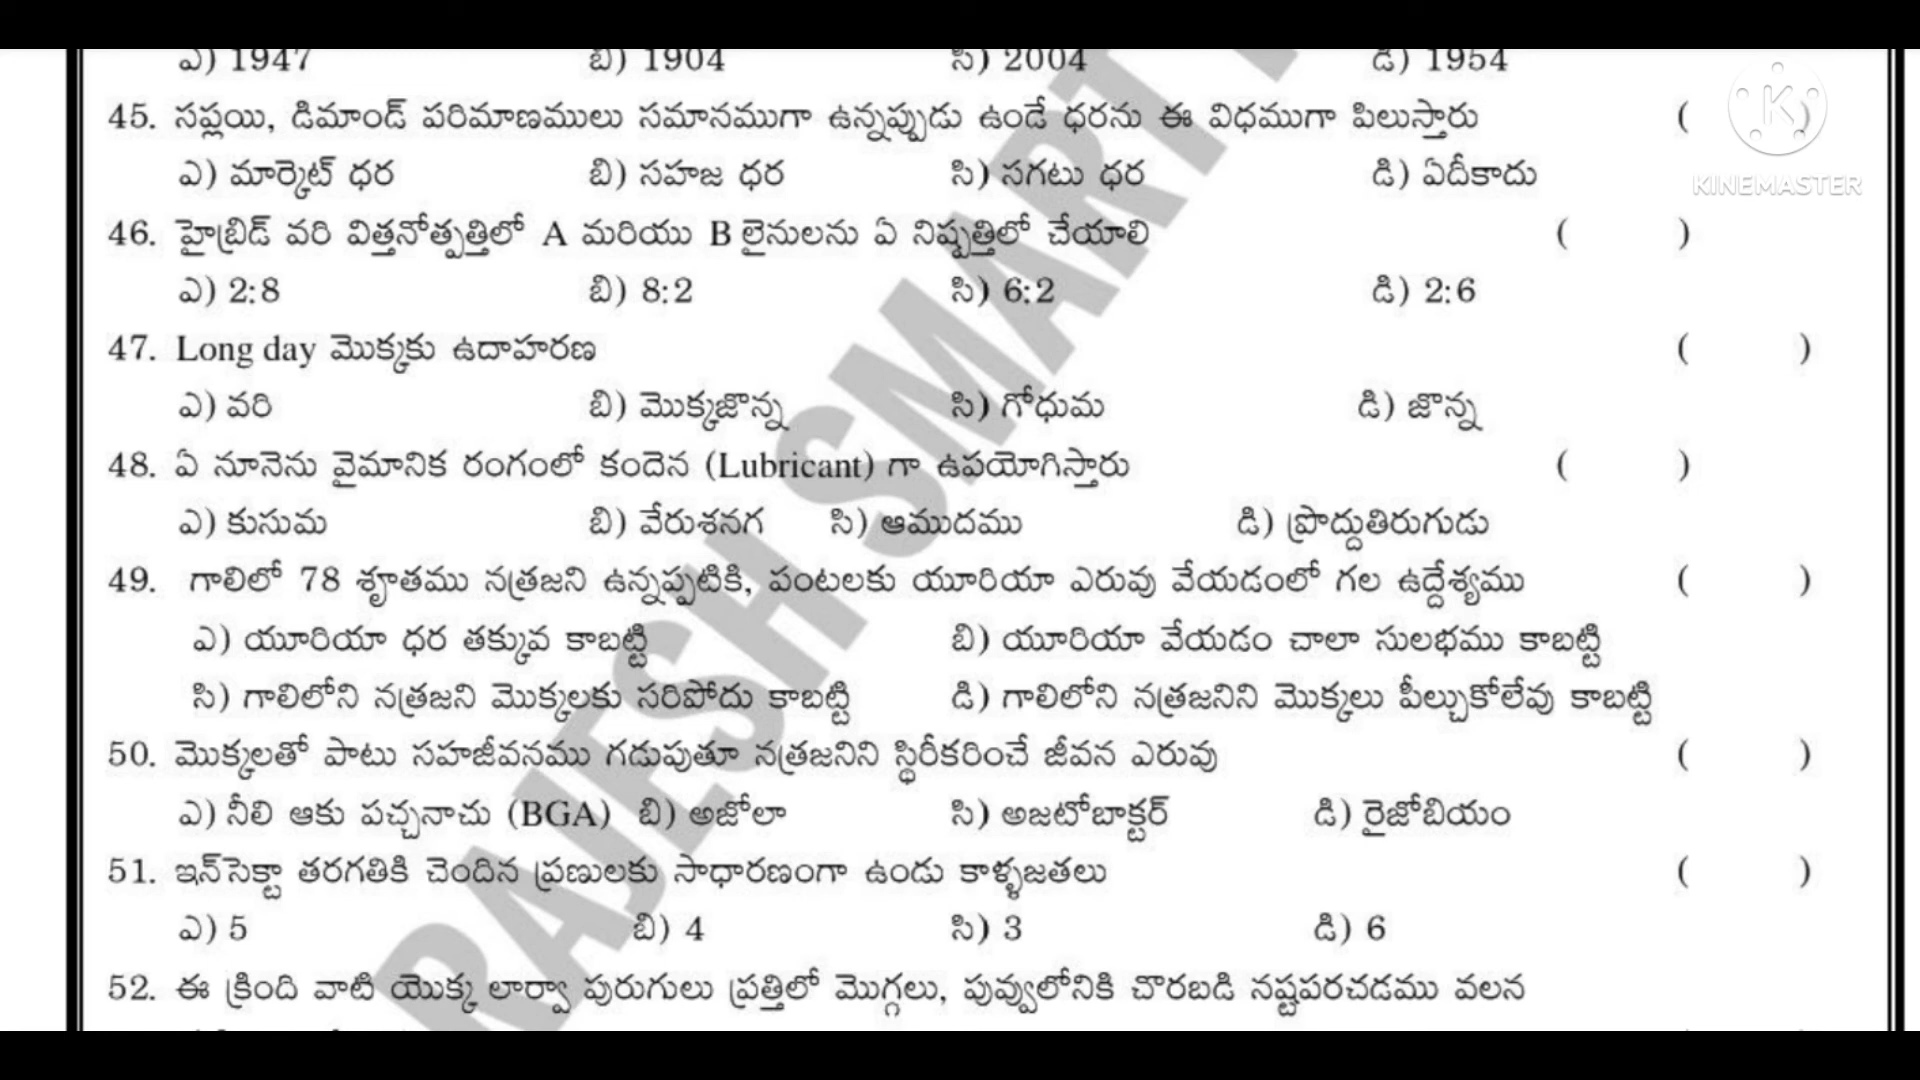 ఎ) 1947 బి) 1904 సి) 2004 డి) 1954
45. సప్లయి, డిమాండ్ పరిమాణములు సమానముగా ఉన్నప్పుడు ఉండే ధరను ఈ విధముగా పిలుస్తారు ( )
ఎ) మార్కెట్ ధర బి) సహజ ధర సి) సగటు ధర డి) ఏదీకాదు
KINEMASTER
46. హైబ్రిడ్ వరి విత్తనోత్పత్తిలో A మరియు B లైనులను ఏ నిష్పత్తిలో చేయాలి ( )
ఎ) 2:8 బి) 8:2 సి) 6:2 డి) 2:6
47. Long day మొక్కకు ఉదాహరణ ( )
ఎ) వరి బి) మొక్కజొన్న సి) గోధుమ డి) జొన్న
48. ఏ నూనెను వైమానిక రంగంలో కందెన (Lubricant) గా ఉపయోగిస్తారు ( )
ఎ) కుసుమ బి) వేరుశనగ సి) ఆముదము డి) ప్రొద్దుతిరుగుడు
49. గాలిలో 78 శాతము నత్రజని ఉన్నప్పటికి, పంటలకు యూరియా ఎరువు వేయడంలో గల ఉద్దేశ్యము ( )
ఎ) యూరియా ధర తక్కువ కాబట్టి బి) యూరియా వేయడం చాలా సులభము కాబట్టి
సి) గాలిలోని నత్రజని మొక్కలకు సరిపోదు కాబట్టి డి) గాలిలోని నత్రజనిని మొక్కలు పీల్చుకోలేవు కాబట్టి
50. మొక్కలతో పాటు సహజీవనము గడుపుతూ నత్రజనిని స్థిరీకరించే జీవన ఎరువు ( )
ఎ) నీలి ఆకు పచ్చనాచు (BGA) బి) అజోలా సి) అజటోబాక్టర్ డి) రైజోబియం
51. ఇన్‌సెక్టా తరగతికి చెందిన ప్రణులకు సాధారణంగా ఉండు కాళ్ళజతలు ( )
ఎ) 5 బి) 4 సి) 3 డి) 6
52. ఈ క్రింది వాటి యొక్క లార్వా పురుగులు ప్రత్తిలో మొగ్గలు, పువ్వులోనికి చొరబడి నష్టపరచడము వలన
RAJESH SMART